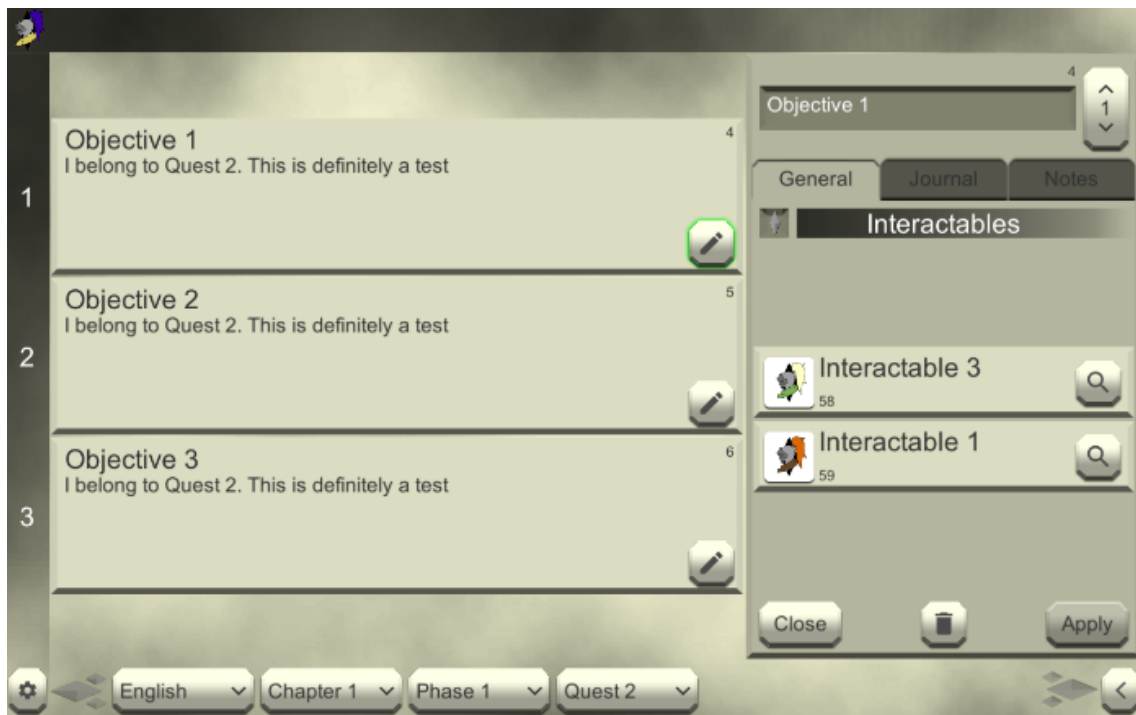 1
Objective 1
4
I belong to Quest 2. This is definitely a test
2
Objective 2
5
I belong to Quest 2. This is definitely a test
3
Objective 3
6
I belong to Quest 2. This is definitely a test
4
Objective 1
1
General Journal Notes
Interactables
Interactable 3
58
Interactable 1
59
Close Apply
English Chapter 1 Phase 1 Quest 2